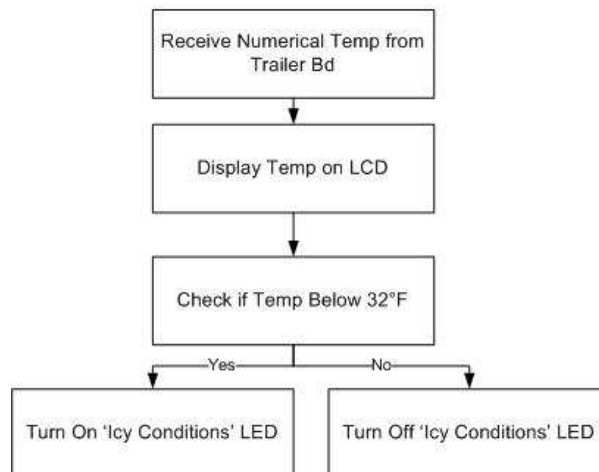 Receive Numerical Temp from
Trailer Bd
Display Temp on LCD
Check if Temp Below 32°F
Yes
No
Turn On ‘Icy Conditions’ LED
Turn Off ‘Icy Conditions’ LED